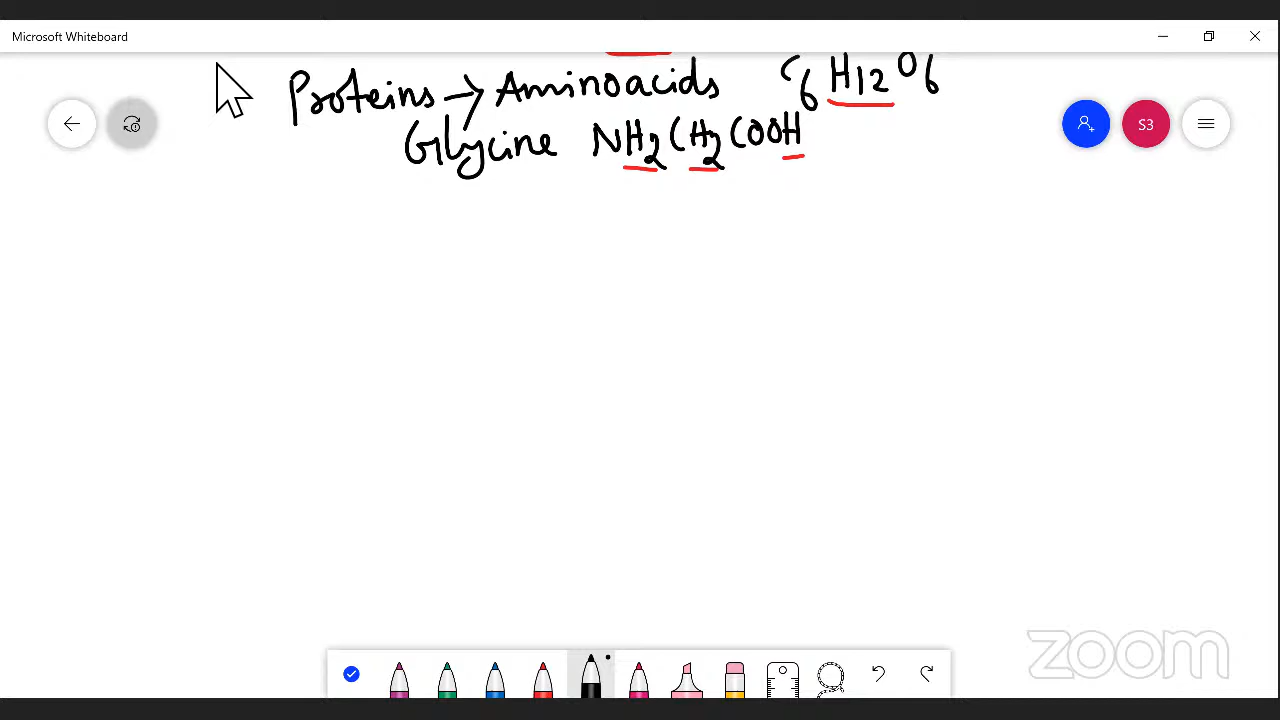 Microsoft Whiteboard
Proteins → Aminoacids C6H12O6
Glycine NH2CH2COOH
S3
zoom